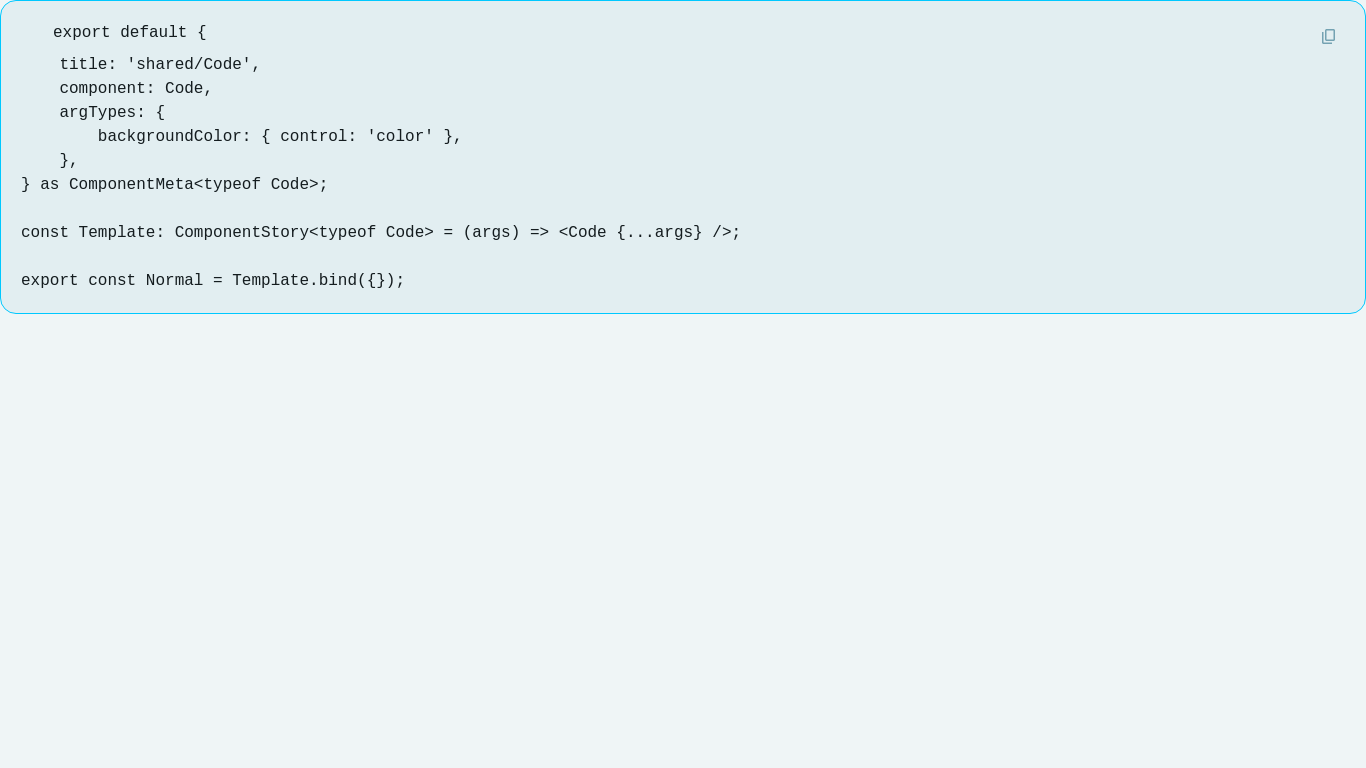 export default {
    title: 'shared/Code',
    component: Code,
    argTypes: {
        backgroundColor: { control: 'color' },
    },
} as ComponentMeta<typeof Code>;

const Template: ComponentStory<typeof Code> = (args) => <Code {...args} />;

export const Normal = Template.bind({});